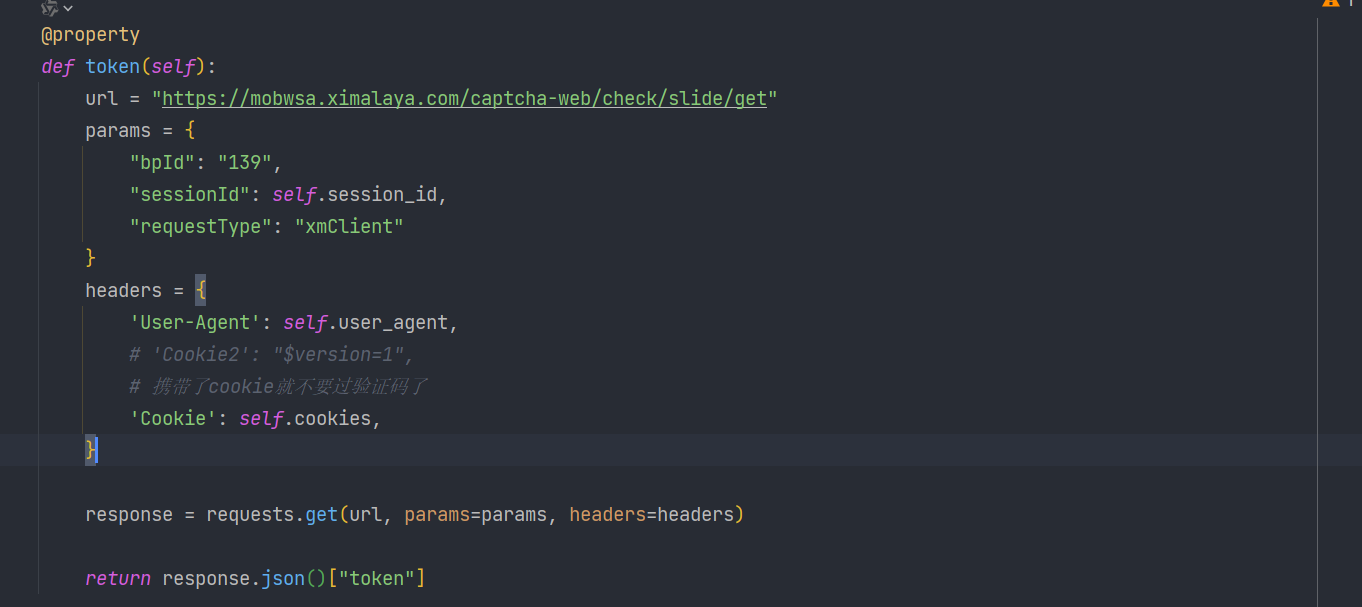 @property
def token(self):
    url = "https://mobwsa.ximalaya.com/captcha-web/check/slide/get"
    params = {
        "bpId": "139",
        "sessionId": self.session_id,
        "requestType": "xmClient"
    }
    headers = {
        'User-Agent': self.user_agent,
        # 'Cookie2': "$version=1",
        # 携带了cookie就不要过验证码了
        'Cookie': self.cookies,
    }
    response = requests.get(url, params=params, headers=headers)
    return response.json()["token"]